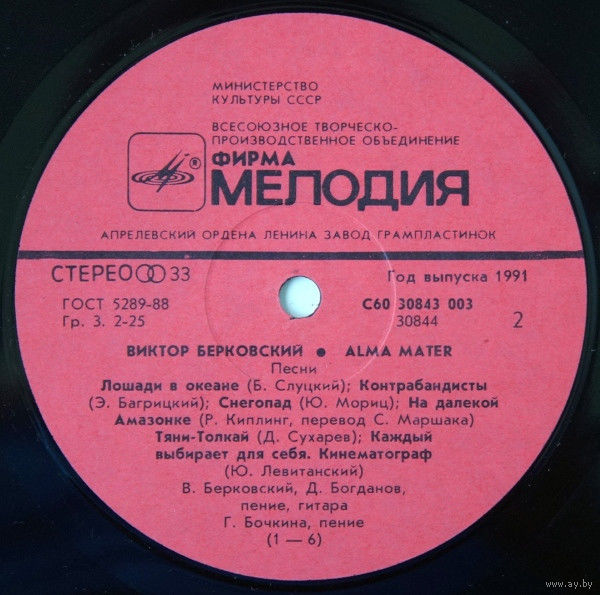 МИНИСТЕРСТВО
КУЛЬТУРЫ СССР
ВСЕСОЮЗНОЕ ТВОРЧЕСКО-
ПРОИЗВОДСТВЕННОЕ ОБЪЕДИНЕНИЕ
ФИРМА
МЕЛОДИЯ
®
АПРЕЛЕВСКИЙ ОРДЕНА ЛЕНИНА ЗАВОД ГРАМПЛАСТИНОК
СТЕРЕО 33
Год выпуска 1991
ГОСТ 5289-88
С60 30843 003
Гр. 3. 2-25
30844
2
ВИКТОР БЕРКОВСКИЙ ● ALMA MATER
Песни
Лошади в океане (Б. Слуцкий); Контрабандисты
(Э. Багрицкий); Снегопад (Ю. Мориц); На далекой
Амазонке (Р. Киплинг, перевод С. Маршака)
Тяни-Толкай (Д. Сухарев); Каждый
выбирает для себя. Кинематограф
(Ю. Левитанский)
В. Берковский, Д. Богданов,
пение, гитара
Г. Бочкина, пение
(1 — 6)
www.ay.by